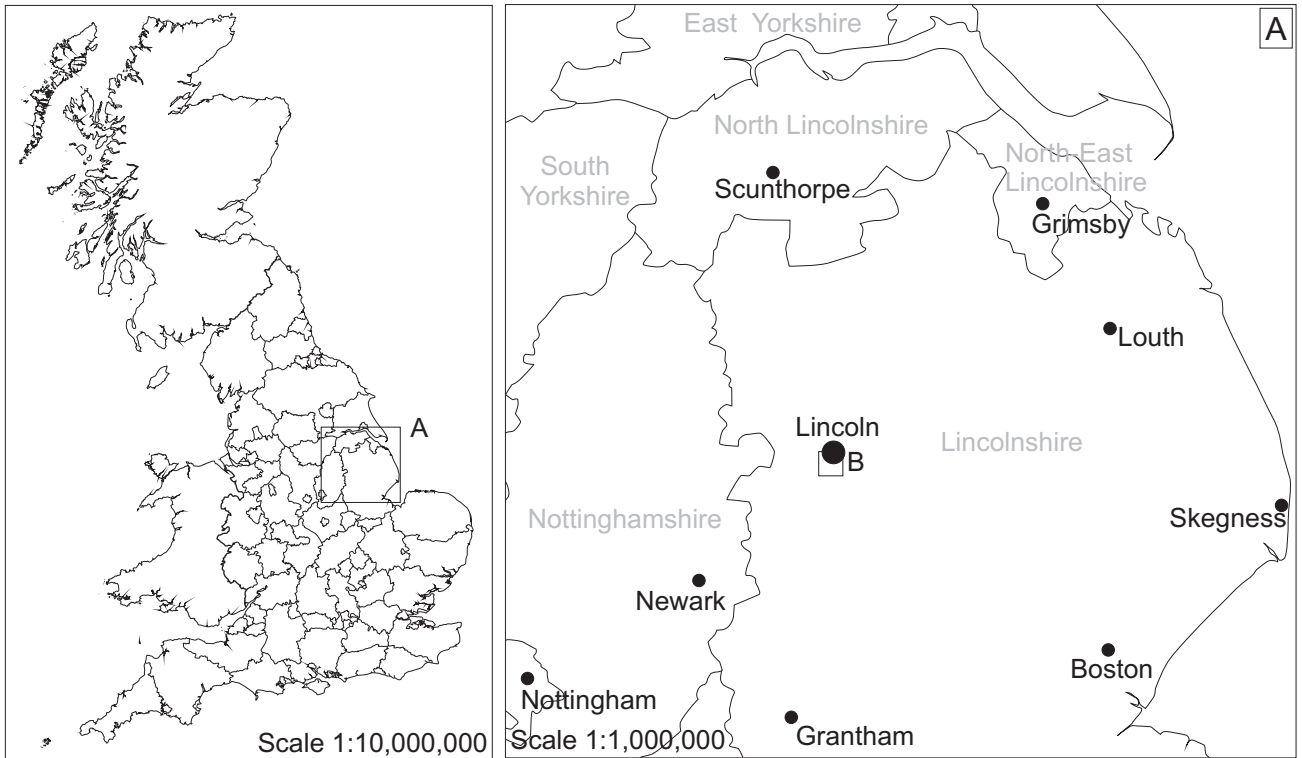 A
Scale 1:10,000,000
A
East Yorkshire
North Lincolnshire
South
Yorkshire
North-East
Lincolnshire
Scunthorpe
Grimsby
Louth
Lincoln
B
Lincolnshire
Nottinghamshire
Skegness
Newark
Boston
Nottingham
Grantham
Scale 1:1,000,000